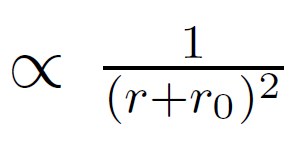 ∝ 1/(r+r₀)²